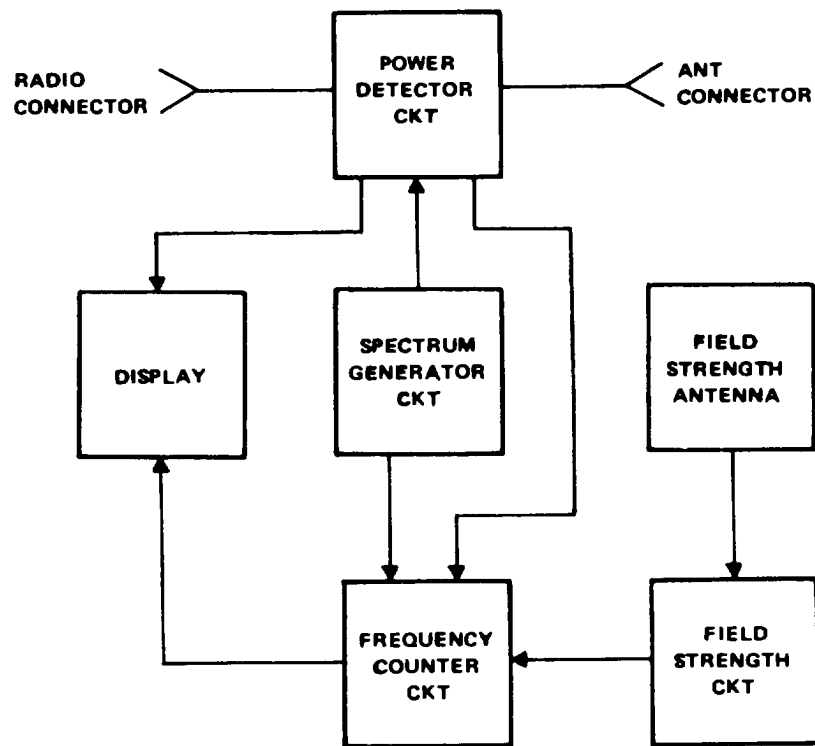 RADIO
CONNECTOR
POWER
DETECTOR
CKT
ANT
CONNECTOR
DISPLAY
SPECTRUM
GENERATOR
CKT
FIELD
STRENGTH
ANTENNA
FREQUENCY
COUNTER
CKT
FIELD
STRENGTH
CKT